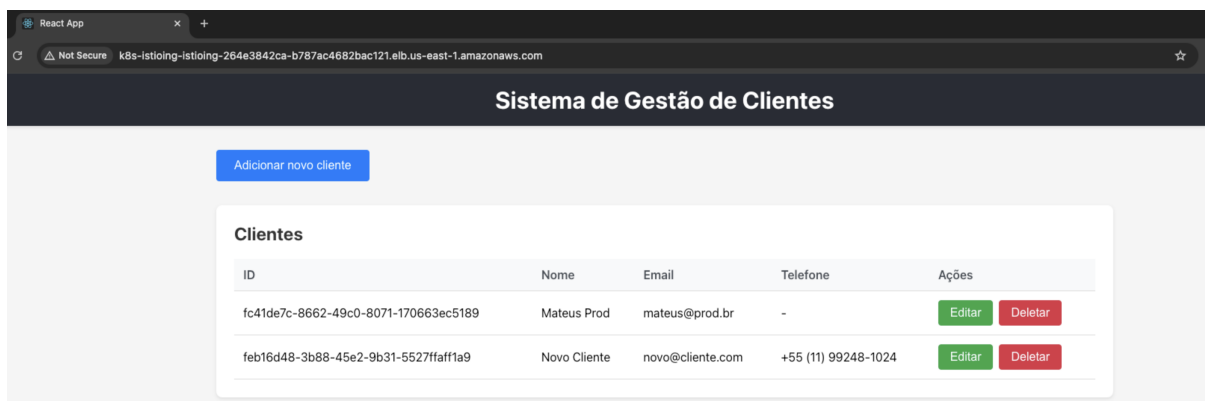 React App
Not Secure k8s-istioing-istioing-264e3842ca-b787ac4682bac121.elb.us-east-1.amazonaws.com
Sistema de Gestão de Clientes
Adicionar novo cliente
Clientes
ID Nome Email Telefone Ações
fc41de7c-8662-49c0-8071-170663ec5189 Mateus Prod mateus@prod.br - Editar Deletar
feb16d48-3b88-45e2-9b31-5527ffaff1a9 Novo Cliente novo@cliente.com +55 (11) 99248-1024 Editar Deletar